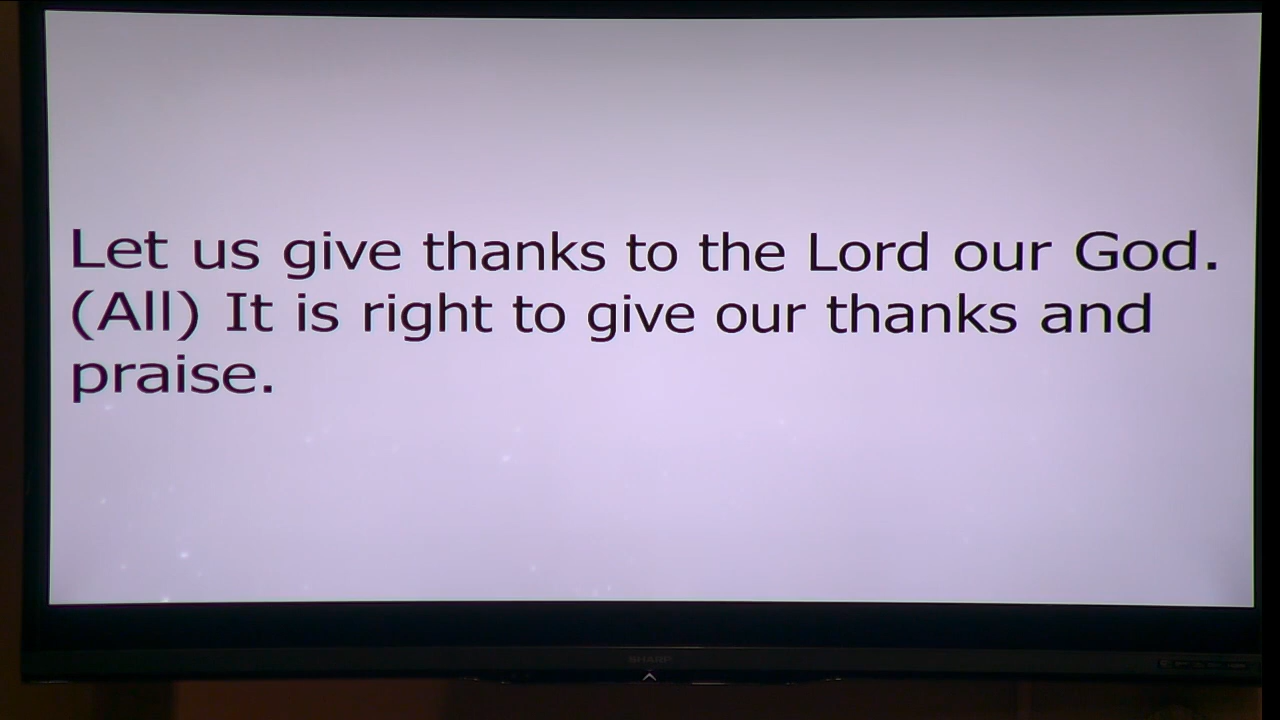 Let us give thanks to the Lord our God.
(All) It is right to give our thanks and
praise.
SHARP